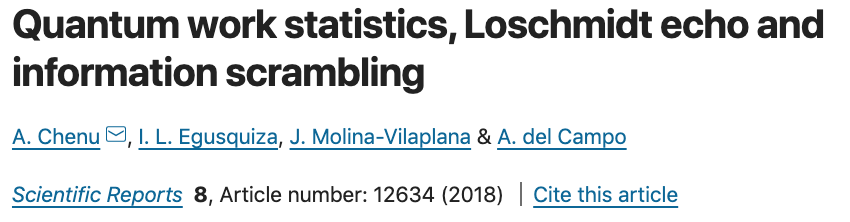 Quantum work statistics, Loschmidt echo and
information scrambling
A. Chenu, I. L. Egusquiza, J. Molina-Vilaplana & A. del Campo
Scientific Reports 8, Article number: 12634 (2018) | Cite this article